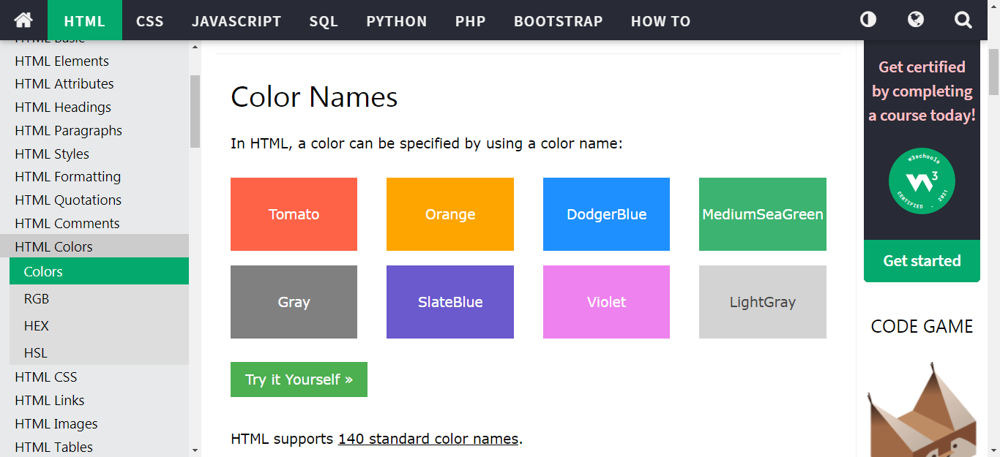 HTML CSS JAVASCRIPT SQL PYTHON PHP BOOTSTRAP HOW TO
HTML Basic
HTML Elements
HTML Attributes
HTML Headings
HTML Paragraphs
HTML Styles
HTML Formatting
HTML Quotations
HTML Comments
HTML Colors
Colors
RGB
HEX
HSL
HTML CSS
HTML Links
HTML Images
HTML Tables
Color Names
In HTML, a color can be specified by using a color name:
Tomato Orange DodgerBlue MediumSeaGreen
Gray SlateBlue Violet LightGray
Try it Yourself »
HTML supports 140 standard color names.
Get certified
by completing
a course today!
w3schools
W3
CERTIFIED . 2021
Get started
CODE GAME